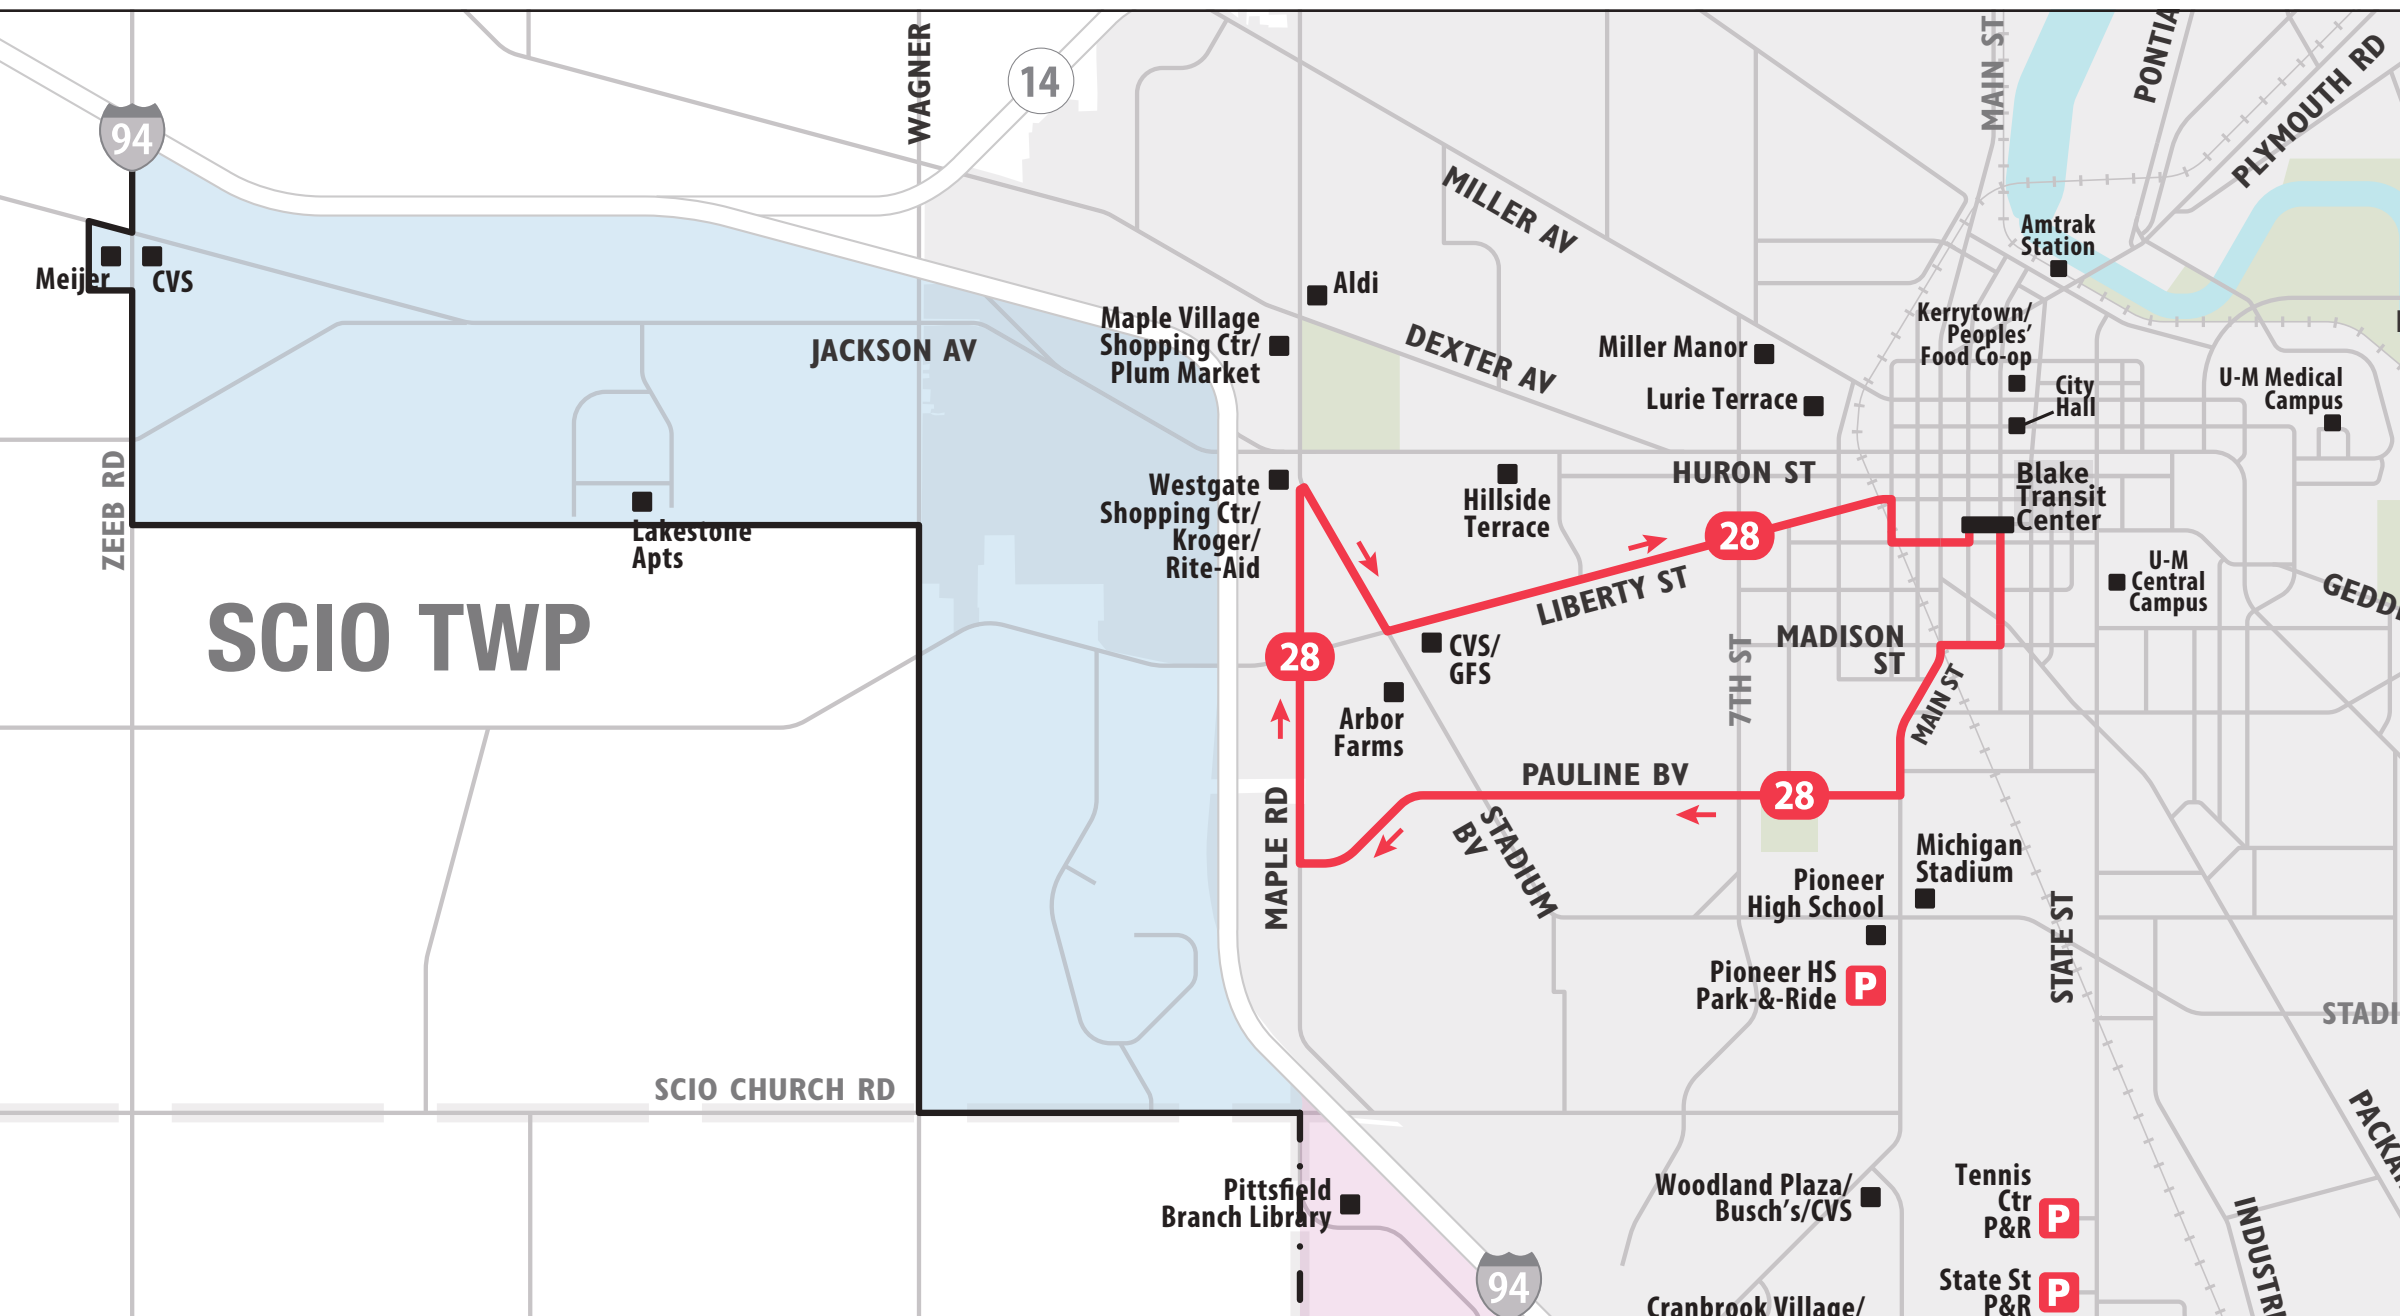 WAGNER
14
MAIN ST
PLYMOUTH RD
94
MILLER AV
Amtrak
Station
Meijer
CVS
Aldi
Maple Village
Shopping Ctr/
Plum Market
JACKSON AV
DEXTER AV
Miller Manor
Lurie Terrace
Kerrytown/
Peoples'
Food Co-op
City
Hall
U-M Medical
Campus
ZEEB RD
Lakestone
Apts
Westgate
Shopping Ctr/
Kroger/
Rite-Aid
Hillside
Terrace
HURON ST
28
Blake
Transit
Center
U-M
Central
Campus
LIBERTY ST
SCIO TWP
28
CVS/
GFS
7TH ST
MADISON
ST
MAIN ST
Arbor
Farms
PAULINE BV
28
MAPLE RD
STADIUM
BV
Michigan
Stadium
Pioneer
High School
Pioneer HS
Park-&-Ride
P
STATE ST
SCIO CHURCH RD
Pittsfield
Branch Library
Woodland Plaza/
Busch's/CVS
Tennis
Ctr
P&R
P
94
State St
P&R
P
Cranbrook Village/